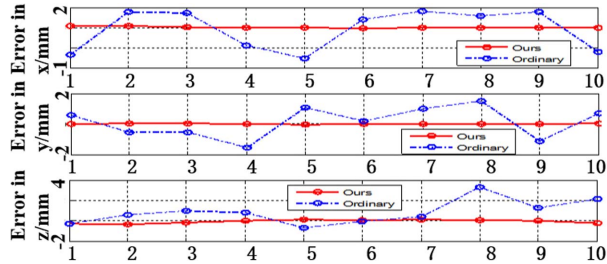 Error in
x/mm
2
-1
Ours
Ordinary
1 2 3 4 5 6 7 8 9 10
Error in
y/mm
2
-2
Ours
Ordinary
1 2 3 4 5 6 7 8 9 10
Error in
z/mm
4
-2
Ours
Ordinary
1 2 3 4 5 6 7 8 9 10